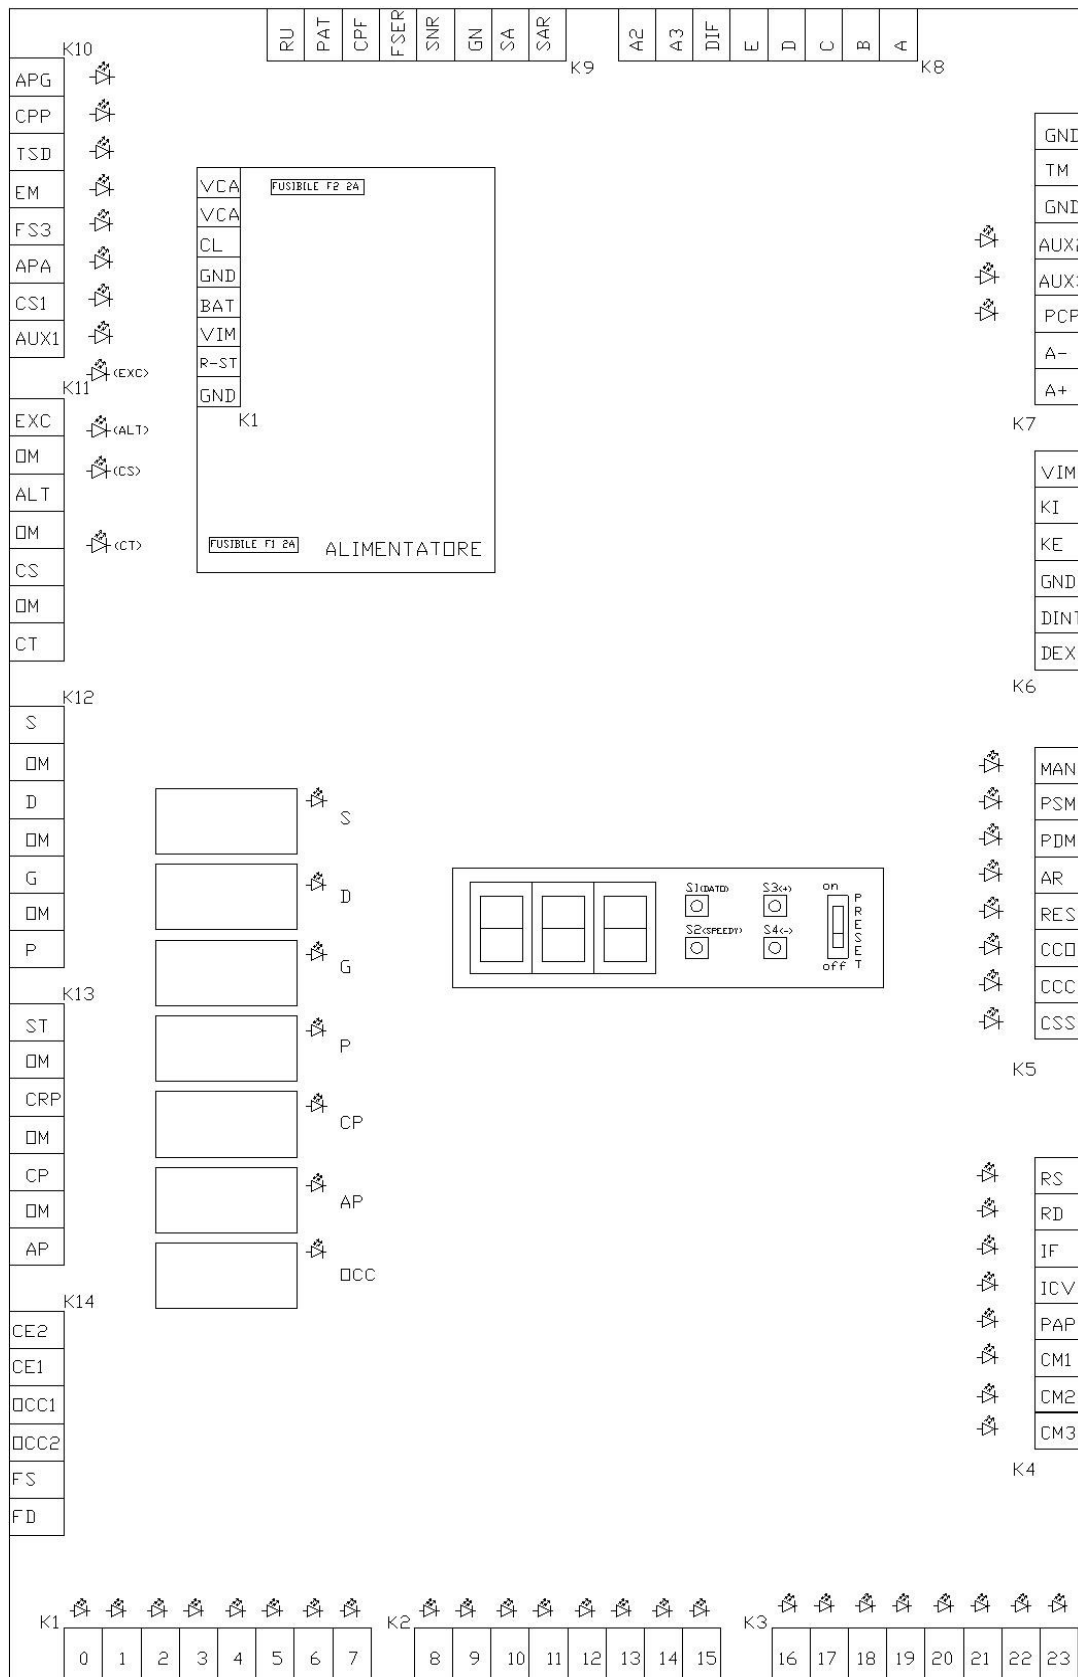 RU
PAT
CPF
FSER
SNR
GN
SA
SAR
K9
A2
A3
DIF
E
D
C
B
A
K8
K10
APG
CPP
TSD
EM
FS3
APA
CS1
AUX1
(EXC)
K11
EXC
OM
ALT
OM
CS
OM
CT
(ALT)
(CS)
(CT)
VCA
VCA
CL
GND
BAT
VIM
R-ST
GND
K1
FUSIBILE F2 2A
FUSIBILE F1 2A
ALIMENTATORE
GND
TM
GND
AUX2
AUX3
PCP
A-
A+
K7
VIM
KI
KE
GND
DINT
DEX
K6
K12
S
OM
D
OM
G
OM
P
K13
ST
OM
CRP
OM
CP
OM
AP
K14
CE2
CE1
OCC1
OCC2
FS
FD
S
D
G
P
CP
AP
OCC
S1(DATO)
S3(+)
S2(SPEEDY)
S4(-)
on
off
PRESET
MAN
PSM
PDM
AR
RES
CCO
CCC
CSS
K5
RS
RD
IF
ICV
PAP
CM1
CM2
CM3
K4
K1
0 1 2 3 4 5 6 7
K2
8 9 10 11 12 13 14 15
K3
16 17 18 19 20 21 22 23